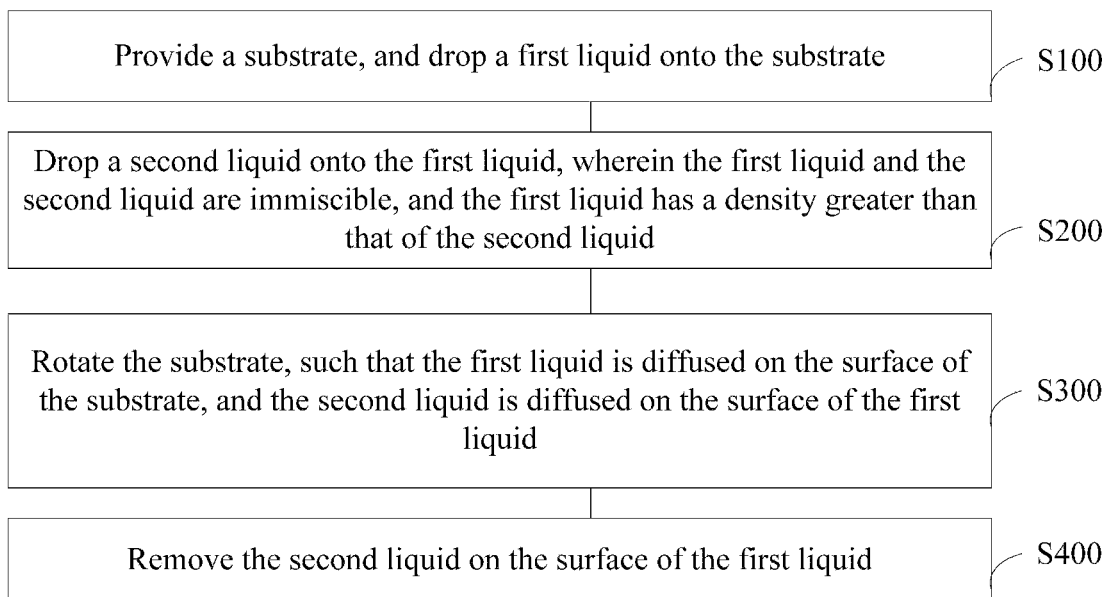 Provide a substrate, and drop a first liquid onto the substrate
S100
Drop a second liquid onto the first liquid, wherein the first liquid and the
second liquid are immiscible, and the first liquid has a density greater than
that of the second liquid
S200
Rotate the substrate, such that the first liquid is diffused on the surface of
the substrate, and the second liquid is diffused on the surface of the first
liquid
S300
Remove the second liquid on the surface of the first liquid
S400